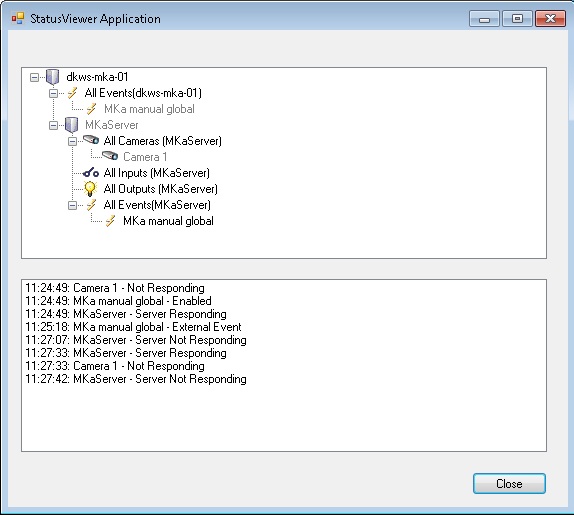 StatusViewer Application
dkws-mka-01
All Events(dkws-mka-01)
MKa manual global
MKaServer
All Cameras (MKaServer)
Camera 1
All Inputs (MKaServer)
All Outputs (MKaServer)
All Events(MKaServer)
MKa manual global
11:24:49: Camera 1 - Not Responding
11:24:49: MKa manual global - Enabled
11:24:49: MKaServer - Server Responding
11:25:18: MKa manual global - External Event
11:27:07: MKaServer - Server Not Responding
11:27:33: MKaServer - Server Responding
11:27:33: Camera 1 - Not Responding
11:27:42: MKaServer - Server Not Responding
Close